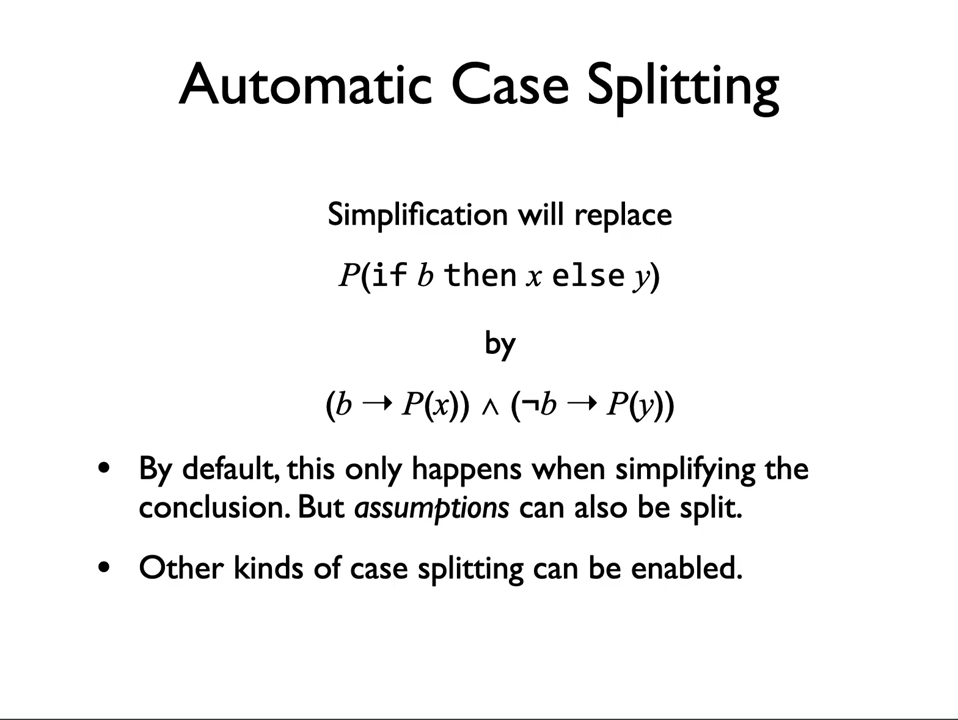 Automatic Case Splitting
Simplification will replace
P(if b then x else y)
by
(b → P(x)) ∧ (¬b → P(y))
• By default, this only happens when simplifying the
conclusion. But assumptions can also be split.
• Other kinds of case splitting can be enabled.